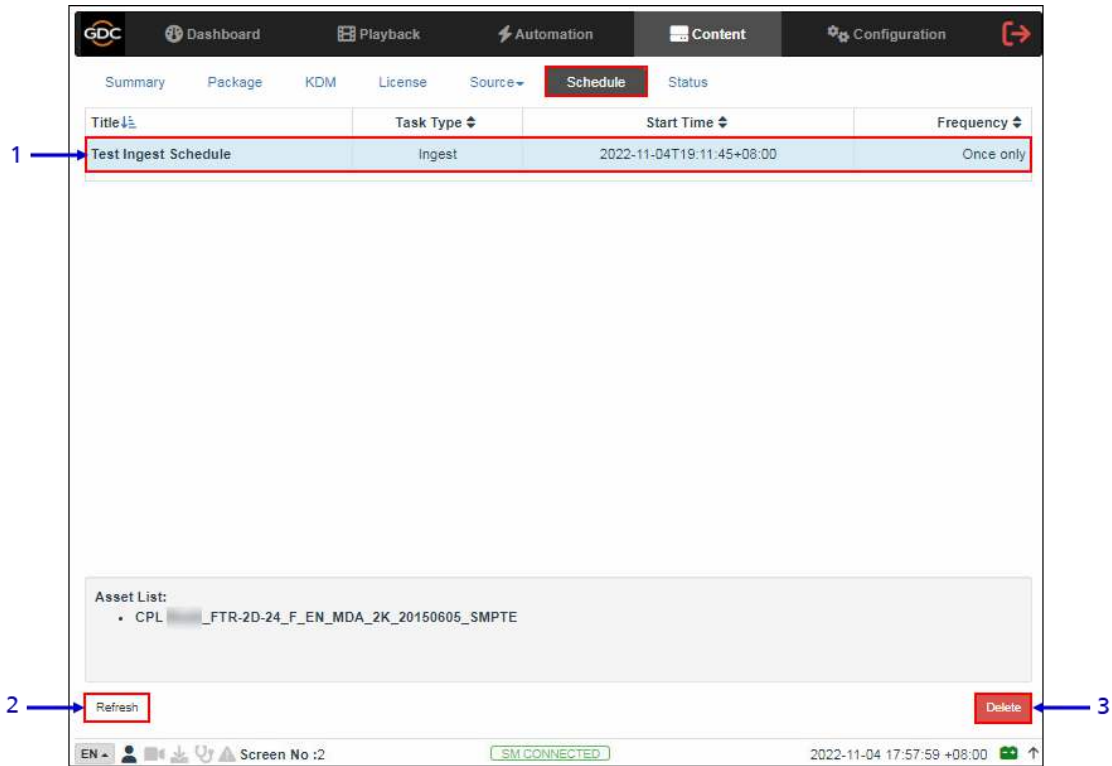 GDC Dashboard Playback Automation Content Configuration
Summary Package KDM License Source Schedule Status
Title Task Type Start Time Frequency
1 Test Ingest Schedule Ingest 2022-11-04T19:11:45+08:00 Once only
Asset List:
• CPL _FTR-2D-24_F_EN_MDA_2K_20150605_SMPTE
2 Refresh Delete 3
EN Screen No :2 SM CONNECTED 2022-11-04 17:57:59 +08:00